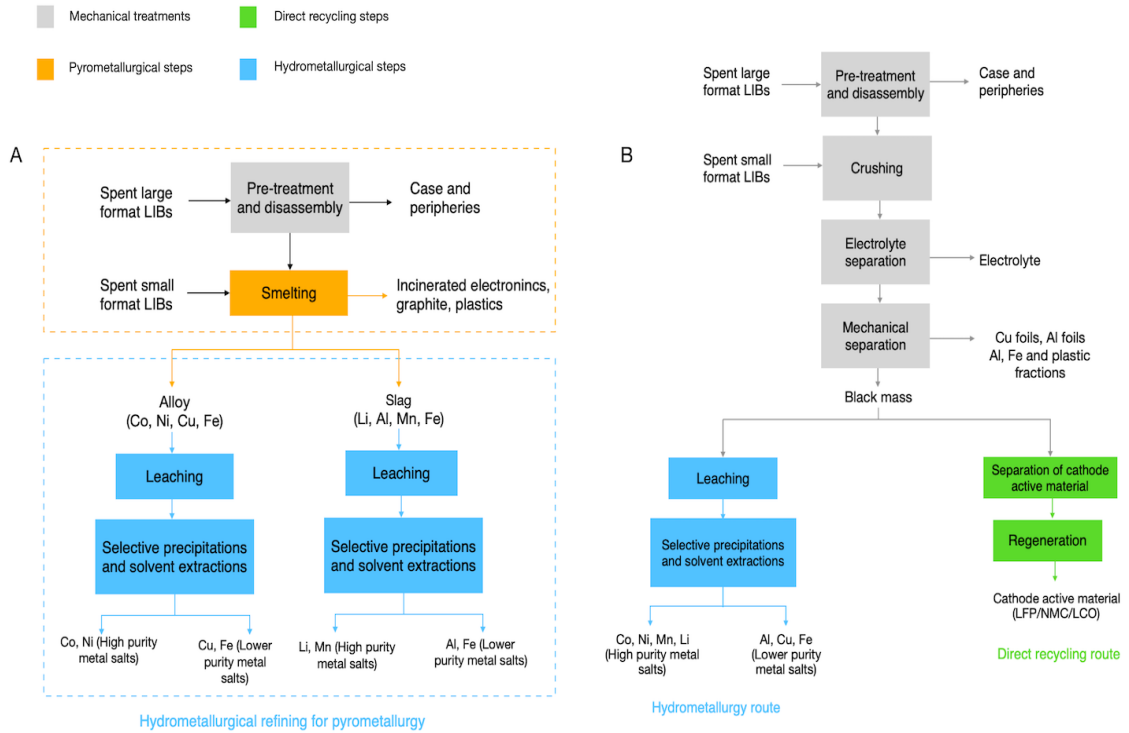 Mechanical treatments
Direct recycling steps
Pyrometallurgical steps
Hydrometallurgical steps
A
Spent large
format LIBs
Pre-treatment
and disassembly
Case and
peripheries
Spent small
format LIBs
Smelting
Incinerated electronincs,
graphite, plastics
Alloy
(Co, Ni, Cu, Fe)
Slag
(Li, Al, Mn, Fe)
Leaching
Leaching
Selective precipitations
and solvent extractions
Selective precipitations
and solvent extractions
Co, Ni (High purity
metal salts)
Cu, Fe (Lower
purity metal
salts)
Li, Mn (High purity
metal salts)
Al, Fe (Lower
purity metal salts)
Hydrometallurgical refining for pyrometallurgy
B
Spent large
format LIBs
Pre-treatment
and disassembly
Case and
peripheries
Spent small
format LIBs
Crushing
Electrolyte
separation
Electrolyte
Mechanical
separation
Cu foils, Al foils
Al, Fe and plastic
fractions
Black mass
Leaching
Selective precipitations
and solvent extractions
Co, Ni, Mn, Li
(High purity metal
salts)
Al, Cu, Fe
(Lower purity
metal salts)
Hydrometallurgy route
Separation of cathode
active material
Regeneration
Cathode active material
(LFP/NMC/LCO)
Direct recycling route